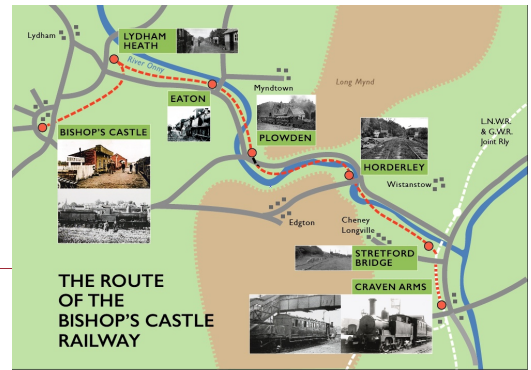 Lydham
LYDHAM
HEATH
River Onny
EATON
Myndtown
Long Mynd
PLOWDEN
BISHOP'S CASTLE
HORDERLEY
L.N.W.R.
& G.W.R.
Joint Rly
Wistanstow
Edgton
Cheney
Longville
STRETFORD
BRIDGE
CRAVEN ARMS
THE ROUTE
OF THE
BISHOP'S CASTLE
RAILWAY